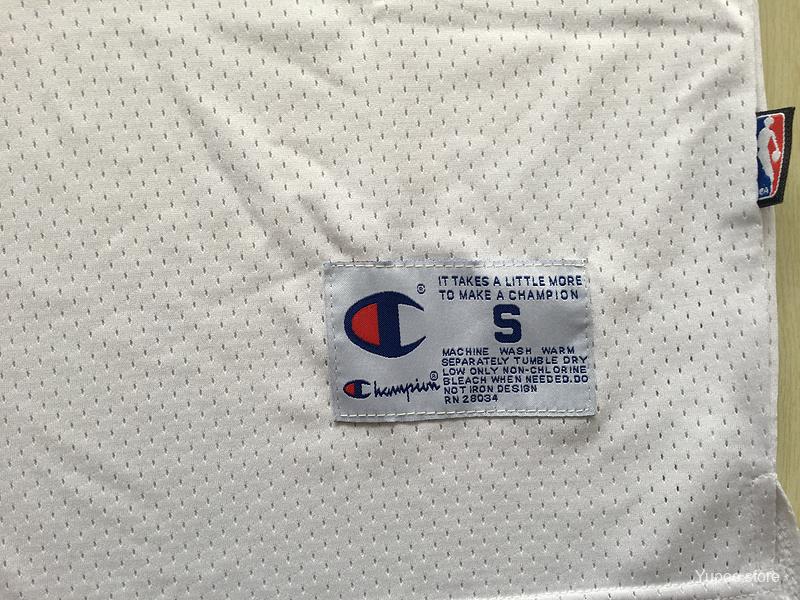 IT TAKES A LITTLE MORE
TO MAKE A CHAMPION
®
S
Champion®
MACHINE WASH WARM
SEPARATELY TUMBLE DRY
LOW ONLY NON-CHLORINE
BLEACH WHEN NEEDED.DO
NOT IRON DESIGN
RN 28034
Yupoo store